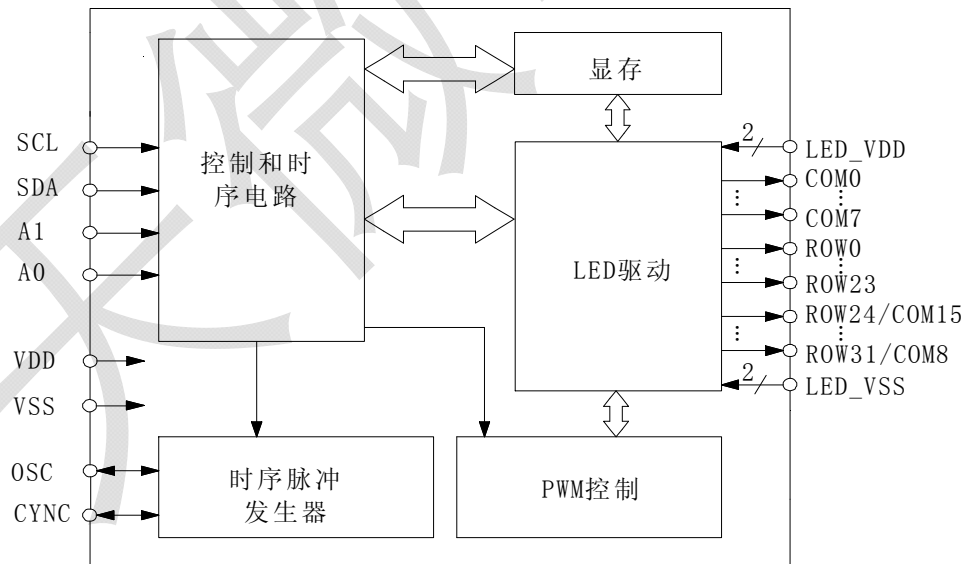 显存
SCL
SDA
A1
A0
VDD
VSS
OSC
CYNC
控制和时
序电路
LED驱动
时序脉冲
发生器
PWM控制
2
LED_VDD
COM0
COM7
ROW0
ROW23
ROW24/COM15
ROW31/COM8
2
LED_VSS
天微